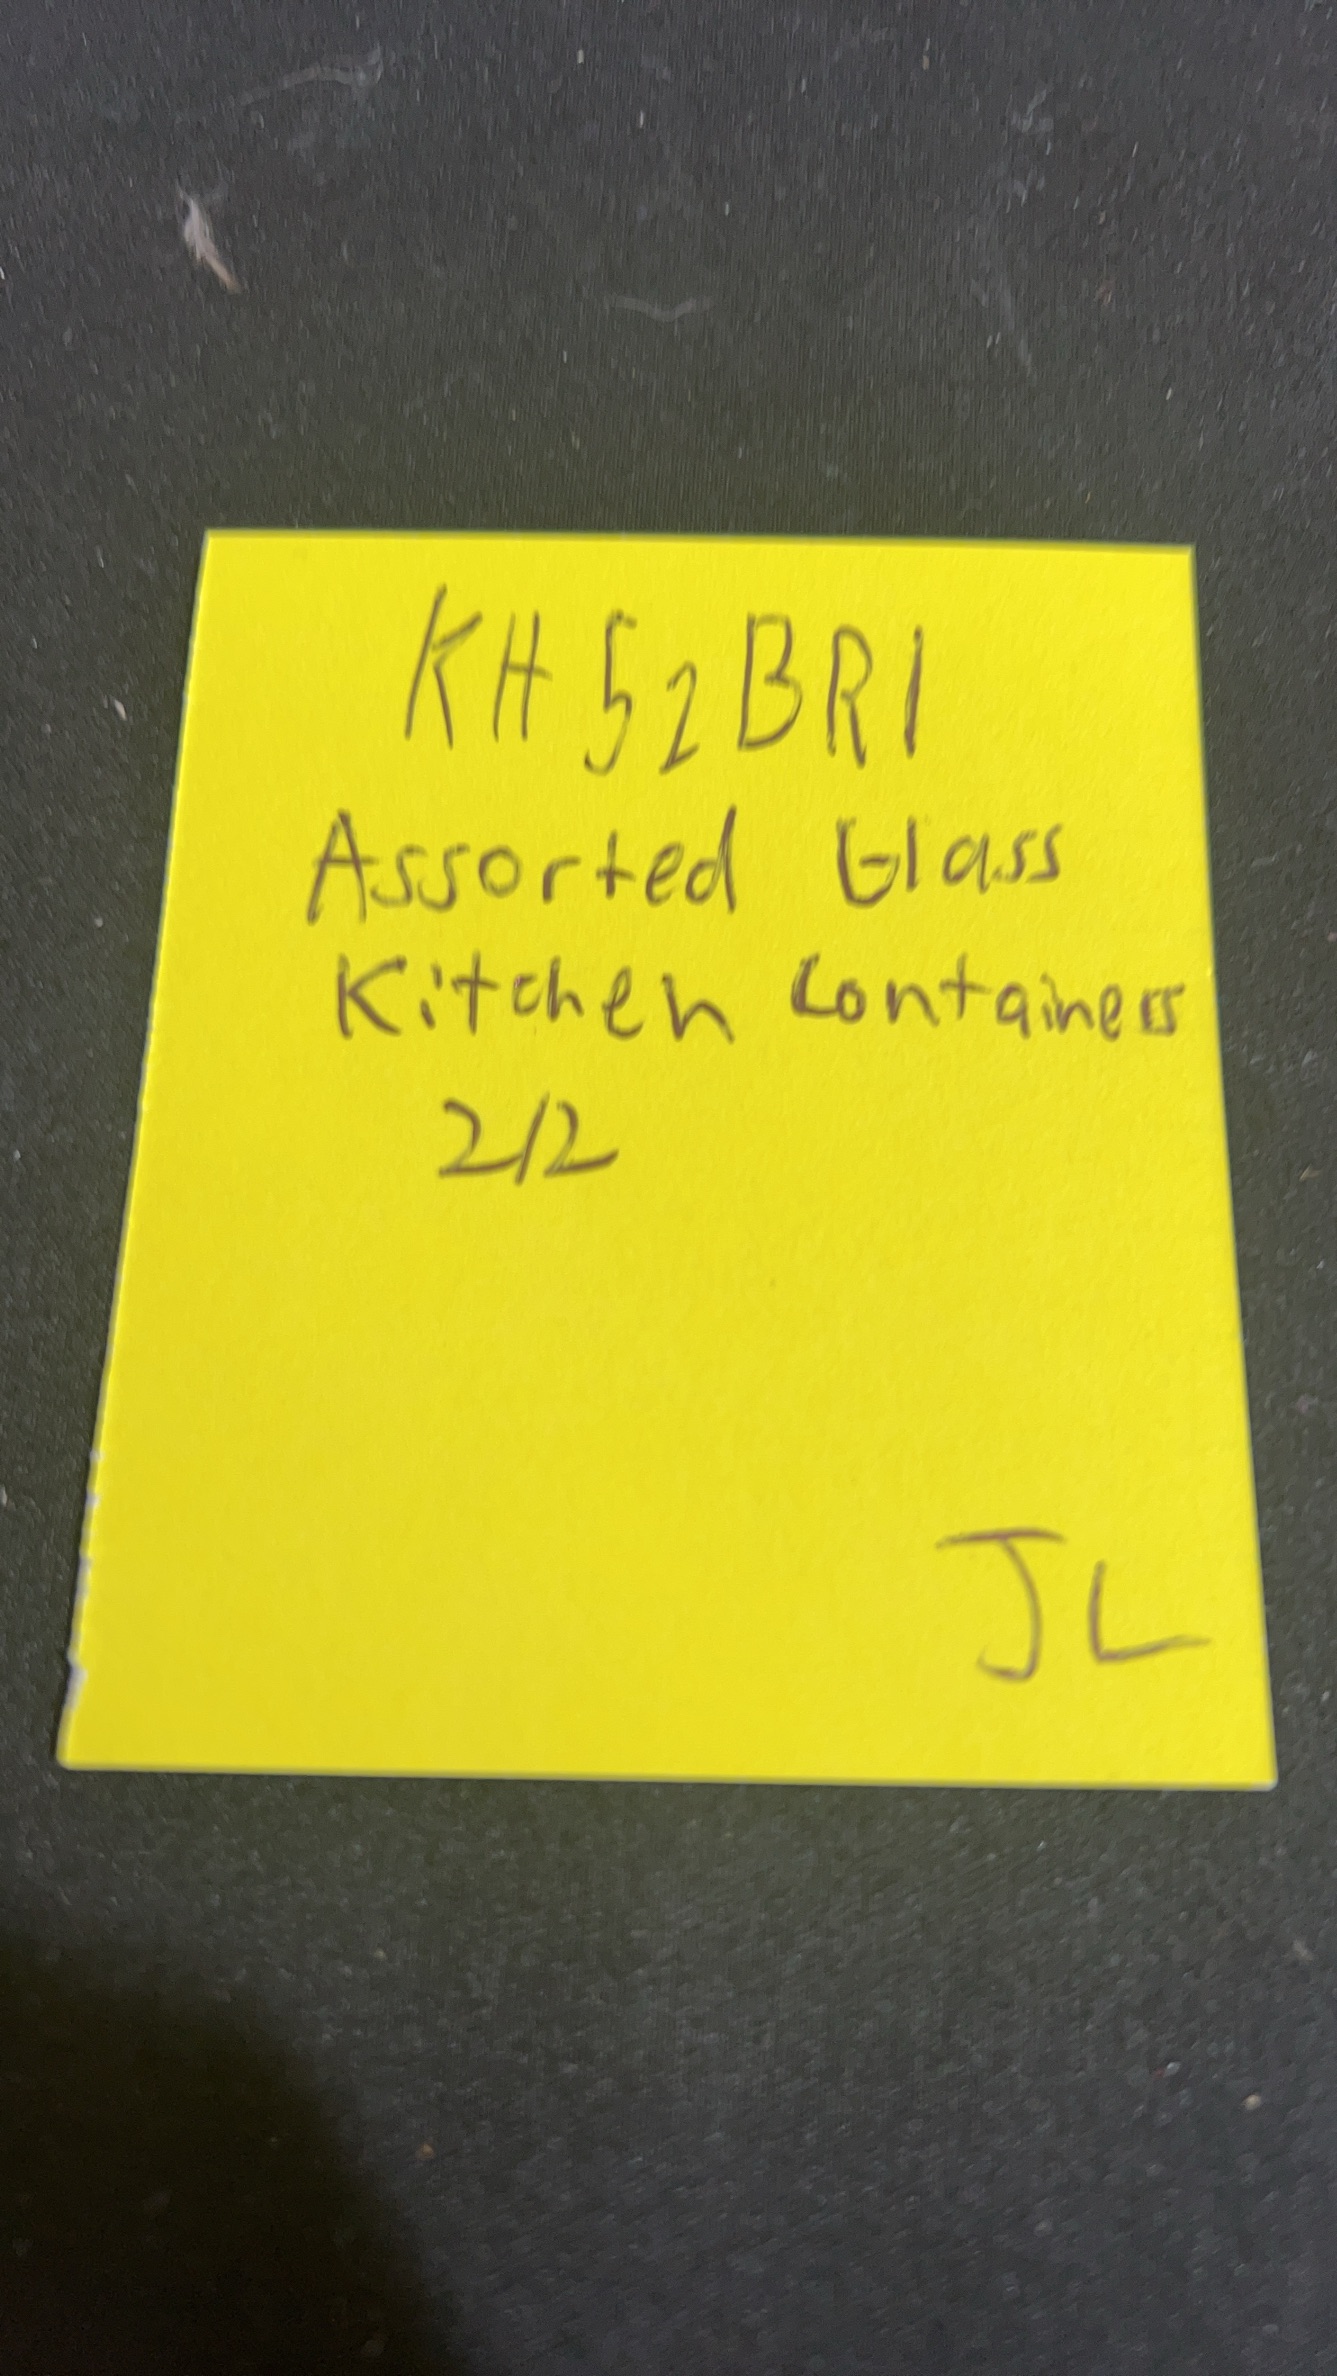 KH52BR1
Assorted Glass
Kitchen Containers
2/2
JL